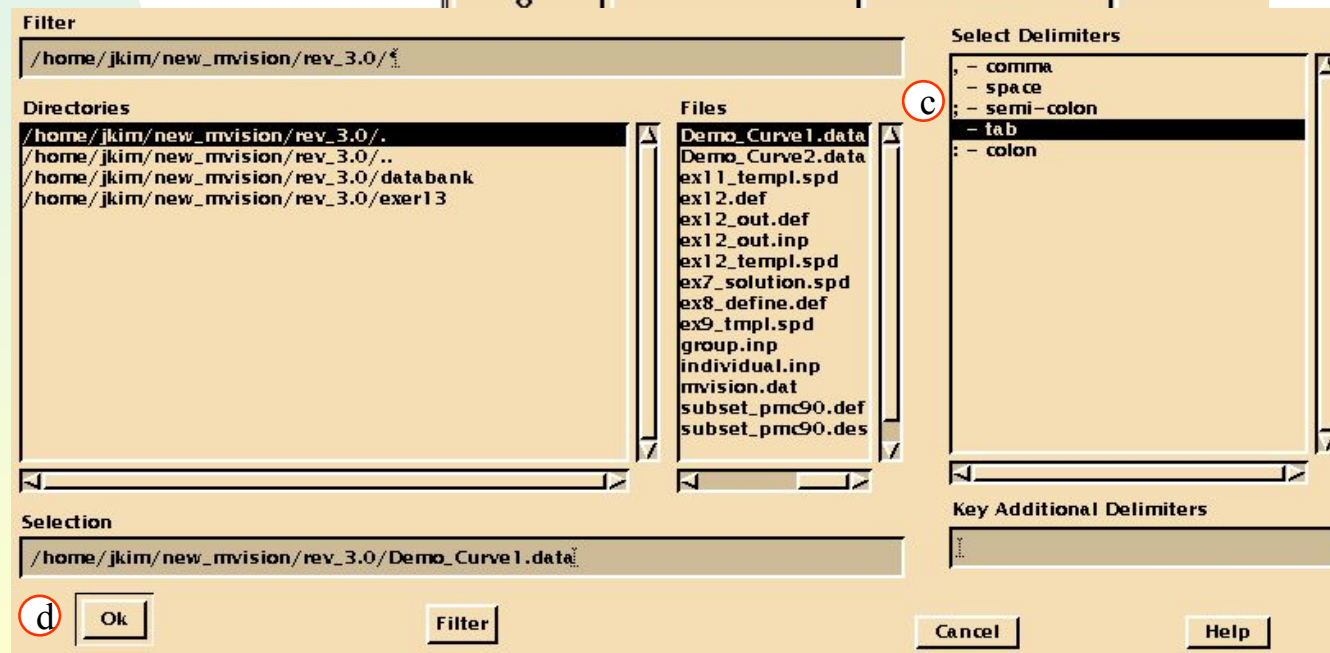 Filter
/home/jkim/new_mvision/rev_3.0/*
Directories
/home/jkim/new_mvision/rev_3.0/.
/home/jkim/new_mvision/rev_3.0/..
/home/jkim/new_mvision/rev_3.0/databank
/home/jkim/new_mvision/rev_3.0/exer13
Files
Demo_Curve1.data
Demo_Curve2.data
ex11_templ.spd
ex12.def
ex12_out.def
ex12_out.inp
ex12_templ.spd
ex7_solution.spd
ex8_define.def
ex9_tmpl.spd
group.inp
individual.inp
mvision.dat
subset_pmc90.def
subset_pmc90.des
Selection
/home/jkim/new_mvision/rev_3.0/Demo_Curve1.data
Select Delimiters
, - comma
- space
c
; - semi-colon
- tab
: - colon
Key Additional Delimiters
d
Ok
Filter
Cancel
Help